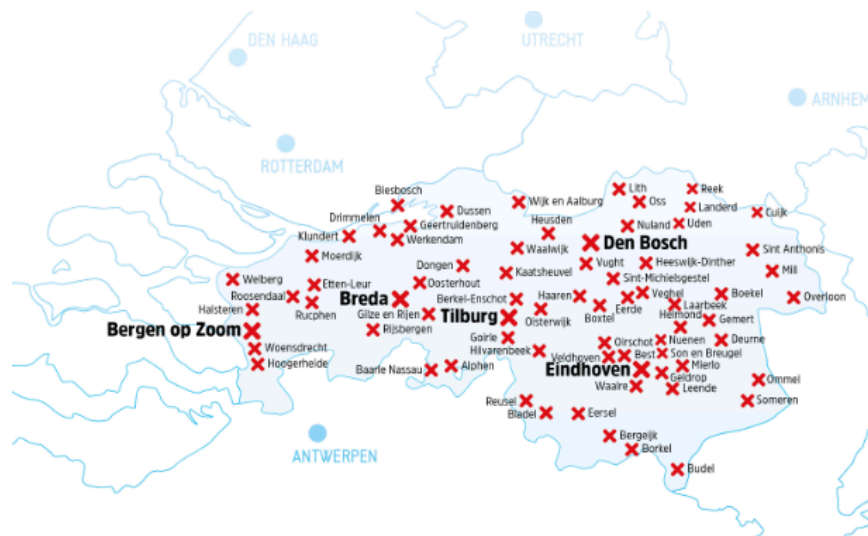 DEN HAAG
UTRECHT
ARNHEM
ROTTERDAM
Biesbosch
Lith
Reek
Wijk en Aalburg
Oss
Landerd
Dussen
Cuijk
Drimmelen
Heusden
Geertruidenberg
Nuland
Uden
Klundert
Werkendam
Den Bosch
Waalwijk
Sint Anthonis
Moerdijk
Dongen
Vught
Heeswijk-Dinther
Kaatsheuvel
Mill
Welberg
Etten-Leur
Oosterhout
Sint-Michielsgestel
Roosendaal
Breda
Berkel-Enschot
Haaren
Veghel
Boekel
Overloon
Halsteren
Rucphen
Gilze en Rijen
Tilburg
Oisterwijk
Boxtel
Eerde
Laarbeek
Helmond
Gemert
Bergen op Zoom
Rijsbergen
Goirle
Oirschot
Nuenen
Deurne
Woensdrecht
Hilvarenbeek
Veldhoven
Best
Son en Breugel
Hoogerheide
Baarle Nassau
Alphen
Eindhoven
Mierlo
Geldrop
Ommel
Waalre
Leende
Reusel
Someren
Bladel
Eersel
Bergeijk
Borkel
ANTWERPEN
Budel